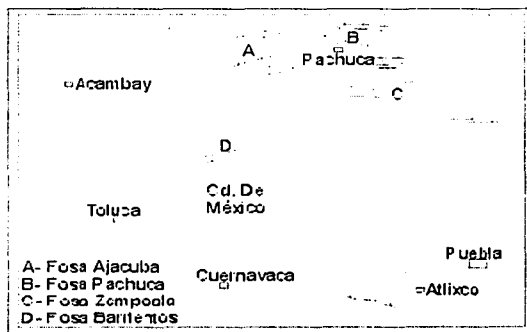 A
B
Pachuca
Acambay
C
D
Cd. De
México
Toluca
A- Fosa Ajacuba
B- Fosa Pachuca
C- Fosa Zempoala
D- Fosa Barrientos
Cuernavaca
Puebla
Atlixco